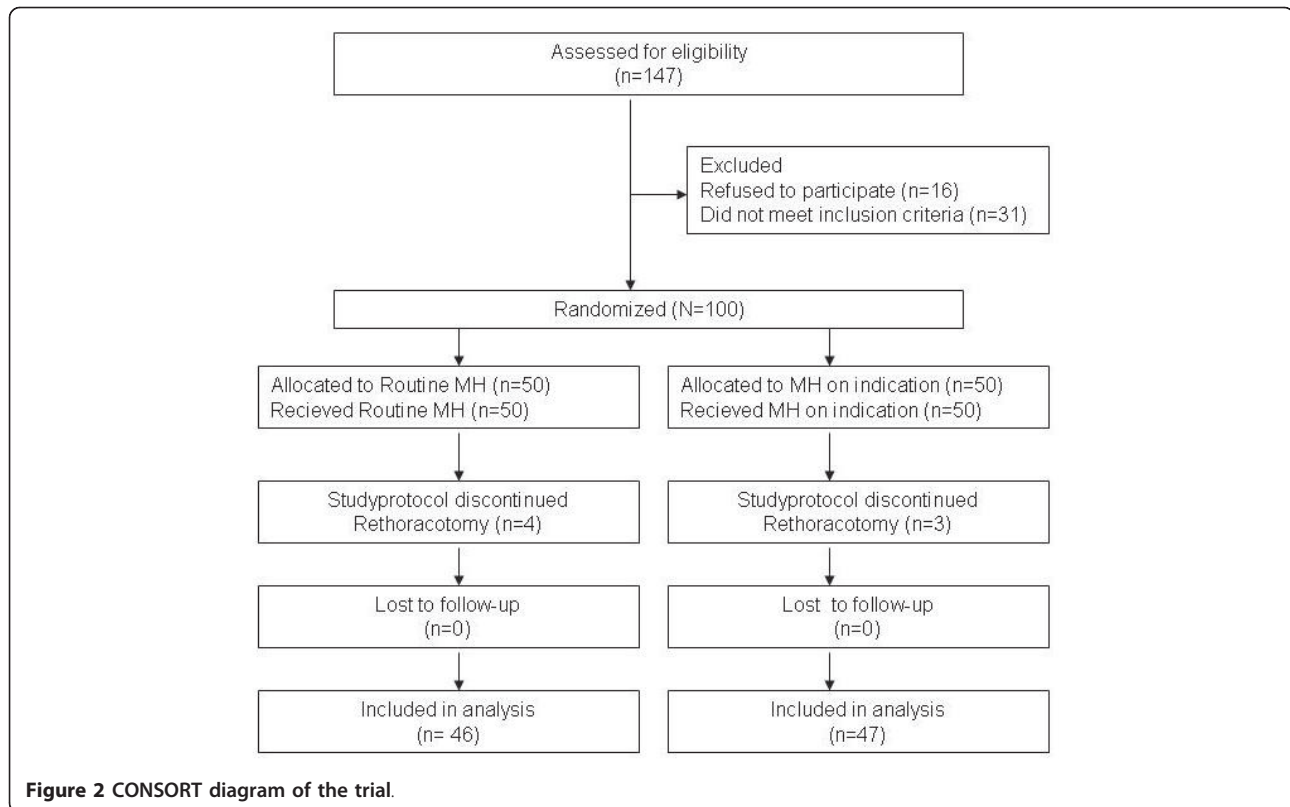 Assessed for eligibility
(n=147)
Excluded
Refused to participate (n=16)
Did not meet inclusion criteria (n=31)
Randomized (N=100)
Allocated to Routine MH (n=50)
Recieved Routine MH (n=50)
Allocated to MH on indication (n=50)
Recieved MH on indication (n=50)
Studyprotocol discontinued
Rethoracotomy (n=4)
Studyprotocol discontinued
Rethoracotomy (n=3)
Lost to follow-up
(n=0)
Lost to follow-up
(n=0)
Included in analysis
(n= 46)
Included in analysis
(n=47)
Figure 2 CONSORT diagram of the trial.